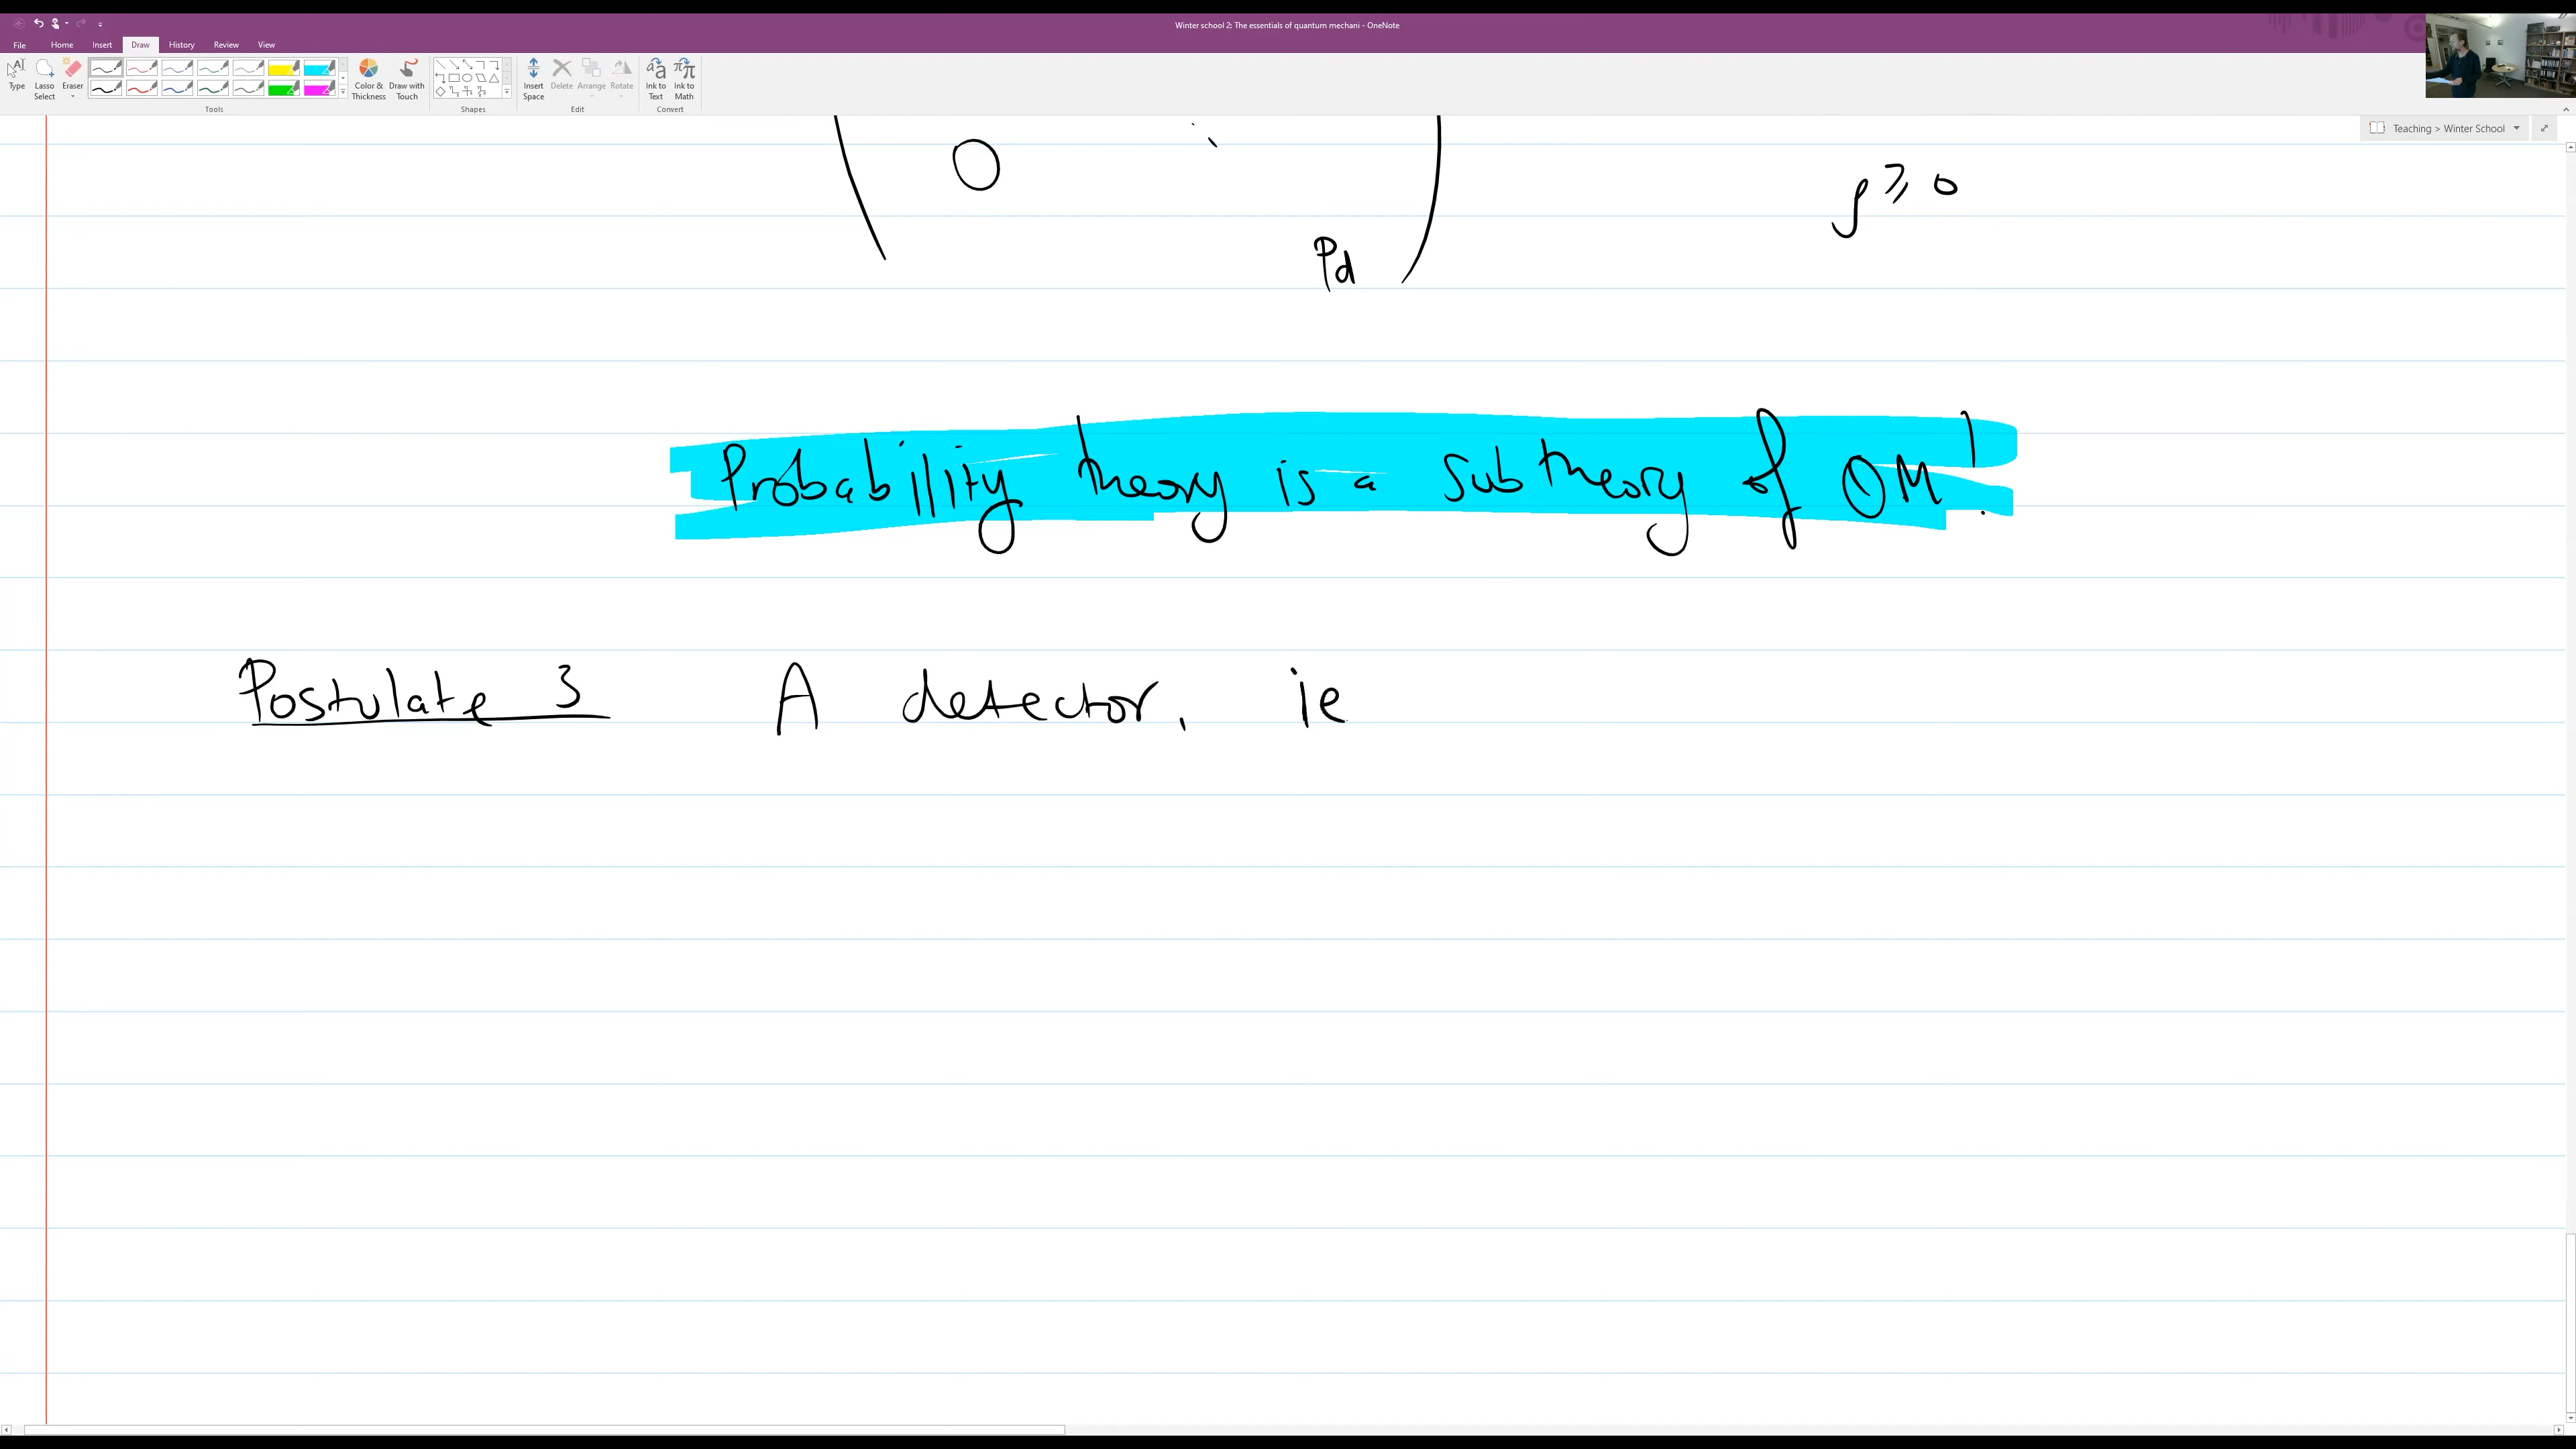 Winter school 2: The essentials of quantum mechani - OneNote
File Home Insert Draw History Review View
Type Lasso Select Eraser Color & Thickness Draw with Touch Insert Space Delete Arrange Rotate Ink to Text Ink to Math
Tools Shapes Edit Convert
Teaching > Winter School
0
ρ ⩾ 0
Pd
Probability theory is a subtheory of QM!
Postulate 3 A detector, ie